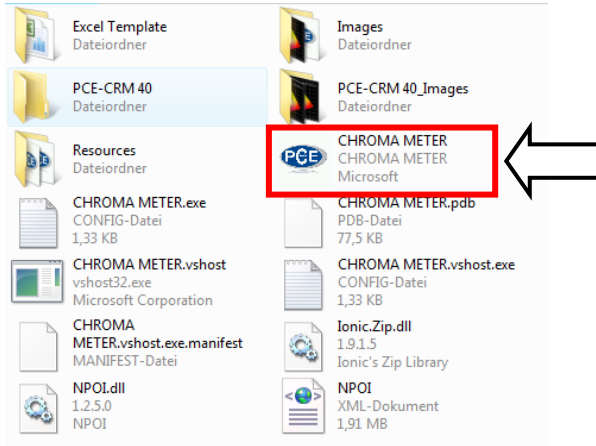 Excel Template
Dateiordner
Images
Dateiordner
PCE-CRM 40
Dateiordner
PCE-CRM 40_Images
Dateiordner
Resources
Dateiordner
PCE
CHROMA METER
CHROMA METER
Microsoft
CHROMA METER.exe
CONFIG-Datei
1,33 KB
CHROMA METER.pdb
PDB-Datei
77,5 KB
CHROMA METER.vshost
vshost32.exe
Microsoft Corporation
CHROMA METER.vshost.exe
CONFIG-Datei
1,33 KB
CHROMA
METER.vshost.exe.manifest
MANIFEST-Datei
Ionic.Zip.dll
1.9.1.5
Ionic's Zip Library
NPOI.dll
1.2.5.0
NPOI
NPOI
XML-Dokument
1,91 MB